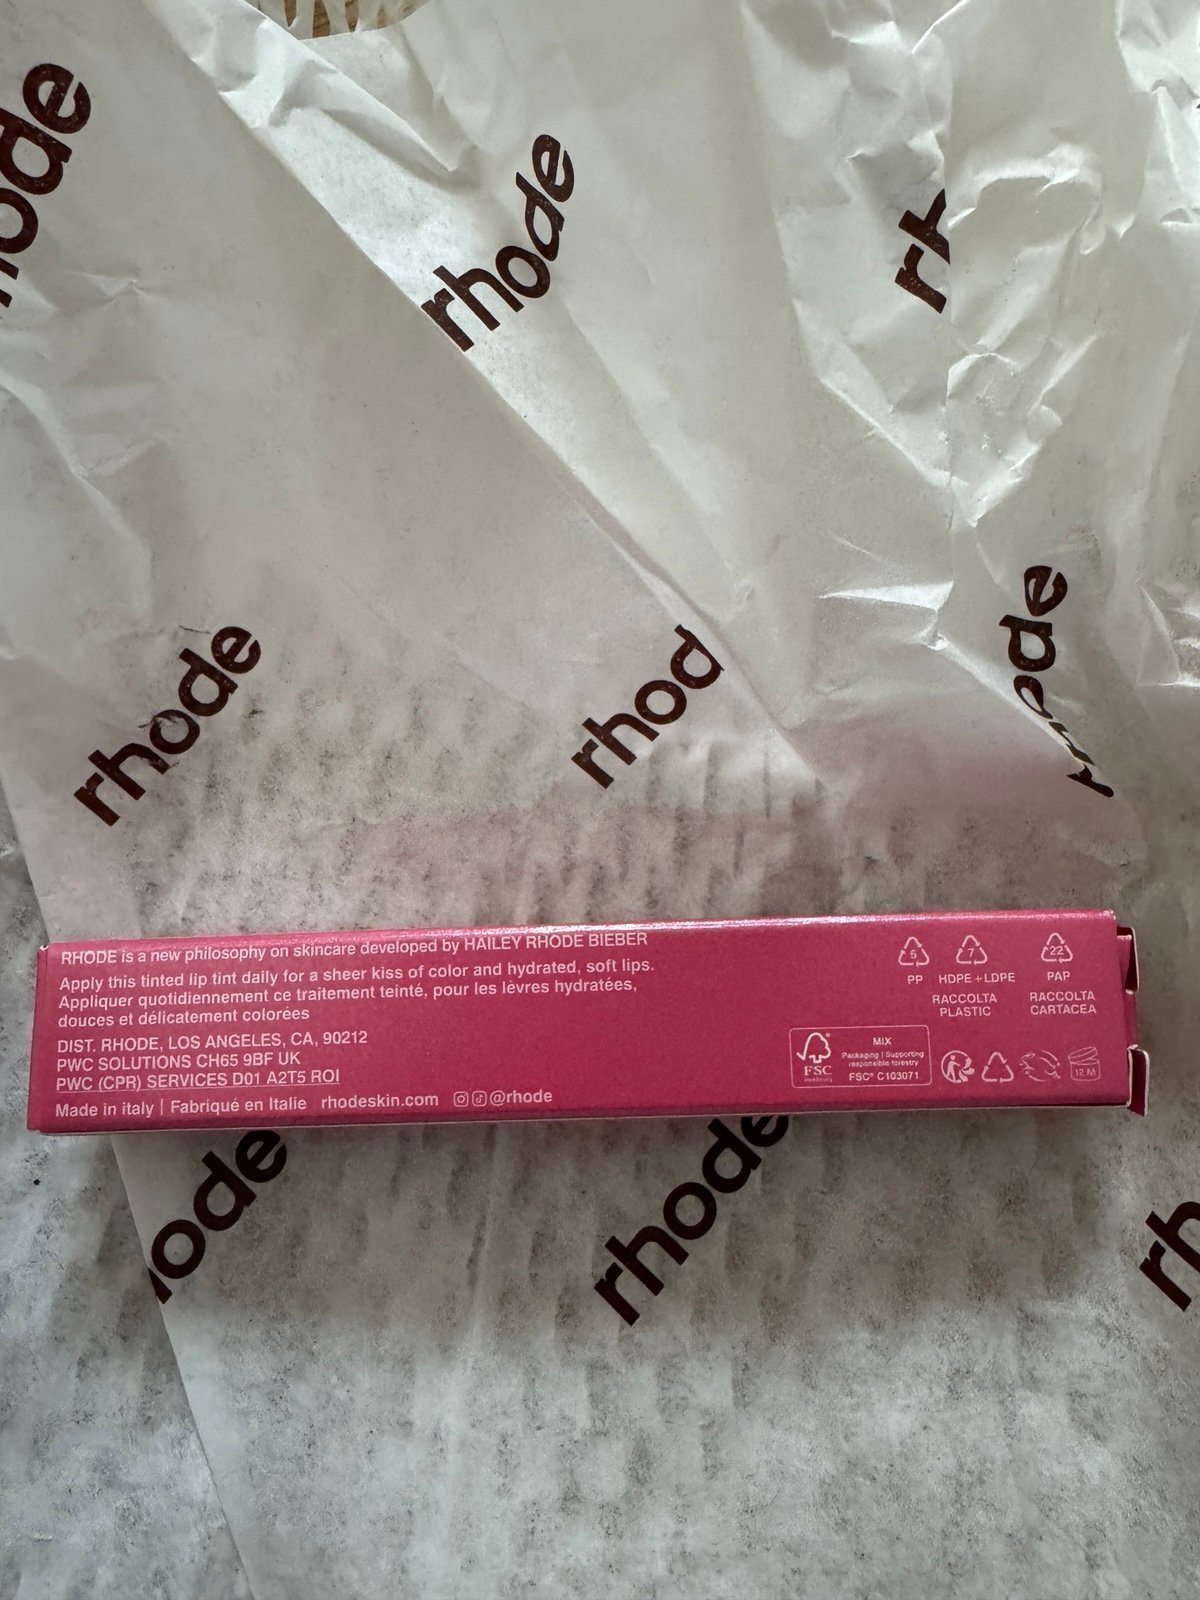 rhode
rhode
rh
rhode
rhod
rhode
RHODE is a new philosophy on skincare developed by HAILEY RHODE BIEBER
Apply this tinted lip tint daily for a sheer kiss of color and hydrated, soft lips.
Appliquer quotidiennement ce traitement teinté, pour les lèvres hydratées,
douces et délicatement colorées
DIST. RHODE, LOS ANGELES, CA, 90212
PWC SOLUTIONS CH65 9BF UK
PWC (CPR) SERVICES D01 A2T5 ROI
Made in italy | Fabriqué en Italie rhodeskin.com @rhode
5 7 22
PP HDPE+LDPE PAP
RACCOLTA PLASTIC
RACCOLTA CARTACEA
FSC
MIX
Packaging | Supporting
responsible forestry
FSC® C103071
12 M
rhode
rhode
rh